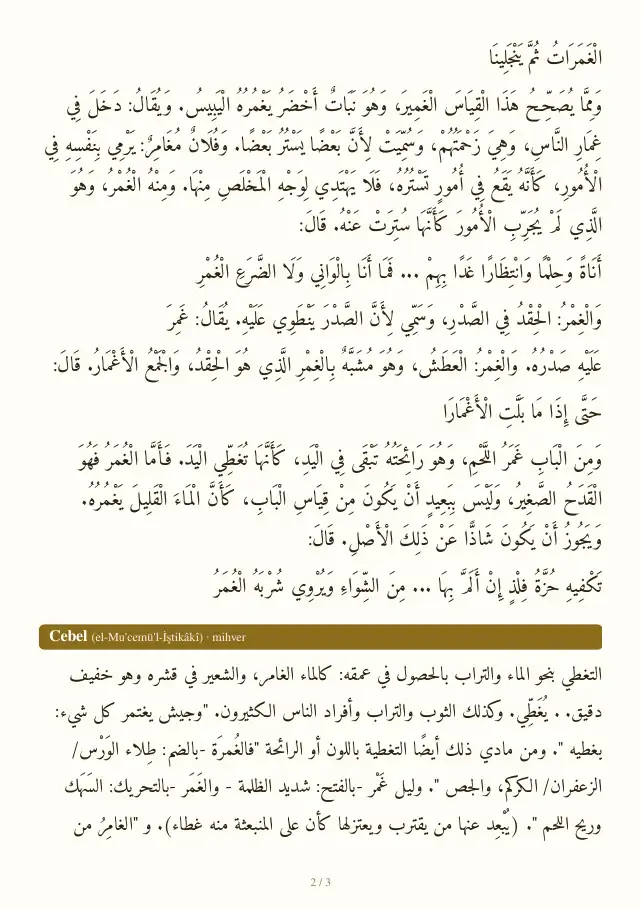 الْغَمَرَاتُ ثُمَّ يَنْجَلِينَا
وَمِمَّا يُصَحِّحُ هَذَا الْقِيَاسَ الْغَمِيرَ، وَهُوَ نَبَاتٌ أَخْضَرُ يَغْمُرُهُ الْيَبِيسُ. وَيُقَالُ: دَخَلَ فِي
غِمَارِ النَّاسِ، وَهِيَ زَحْمَتُهُمْ، وَسُمِّيَتْ لِأَنَّ بَعْضًا يَسْتُرُ بَعْضًا. وَفُلَانٌ مُغَامِرٌ: يَرْمِي بِنَفْسِهِ فِي
الْأُمُورِ، كَأَنَّهُ يَقَعُ فِي أُمُورٍ تَسْتُرُهُ، فَلَا يَهْتَدِي لِوَجْهِ الْمَخْلَصِ مِنْهَا. وَمِنْهُ الْغُمْرُ، وَهُوَ
الَّذِي لَمْ يُجَرِّبِ الْأُمُورَ كَأَنَّهَا سُتِرَتْ عَنْهُ. قَالَ:
أَنَاةً وَحِلْمًا وَانْتِظَارًا غَدًا بِهِمْ ... فَمَا أَنَا بِالْوَانِي وَلَا الضَّرَعِ الْغُمْرِ
وَالْغِمْرُ: الْحِقْدُ فِي الصَّدْرِ، وَسُمِّي لِأَنَّ الصَّدْرَ يَنْطَوِي عَلَيْهِ. يُقَالُ: غَمِرَ
عَلَيْهِ صَدْرُهُ. وَالْغِمْرُ: الْعَطَشُ، وَهُوَ مُشَبَّهٌ بِالْغِمْرِ الَّذِي هُوَ الْحِقْدُ، وَالْجَمْعُ الْأَغْمَارُ. قَالَ:
حَتَّى إِذَا مَا بَلَّتِ الْأَغْمَارَا
وَمِنَ الْبَابِ غَمَرُ اللَّحْمِ، وَهُوَ رَائِحَتُهُ تَبْقَى فِي الْيَدِ، كَأَنَّهَا تُغَطِّي الْيَدَ. فَأَمَّا الْغُمَرُ فَهُوَ
الْقَدَحُ الصَّغِيرُ، وَلَيْسَ بِبَعِيدٍ أَنْ يَكُونَ مِنْ قِيَاسِ الْبَابِ، كَأَنَّ الْمَاءَ الْقَلِيلَ يَغْمُرُهُ.
وَيَجُوزُ أَنْ يَكُونَ شَاذًّا عَنْ ذَلِكَ الْأَصْلِ. قَالَ:
تَكْفِيهِ حُزَّةُ فِلْذٍ إِنْ أَلَمَّ بِهَا ... مِنَ الشِّوَاءِ وَيُرْوِي شُرْبَهُ الْغُمَرُ
Cebel (el-Mu'cemü'l-İştikâkî) · mihver
التغطي بنحو الماء والتراب بالحصول في عمقه: كالماء الغامر، والشعير في قشره وهو خفيف
دقيق. . يُغَطِّي. وكذلك الثوب والتراب وأفراد الناس الكثيرون. "وجيش يغتمر كل شيء:
يغطيه ". ومن مادي ذلك أيضًا التغطية باللون أو الرائحة "فالغُمرَة -بالضم: طِلاء الوَرْس/
الزعفران/ الكركم، والجص ". وليل غَمْر -بالفتح: شديد الظلمة - والغَمَر -بالتحريك: السَهَك
وريح اللحم ". (يُبْعِد عنها من يقترب ويعتزلها كأن على المنبعثة منه غطاء). و "الغامِرُ من
2 / 3